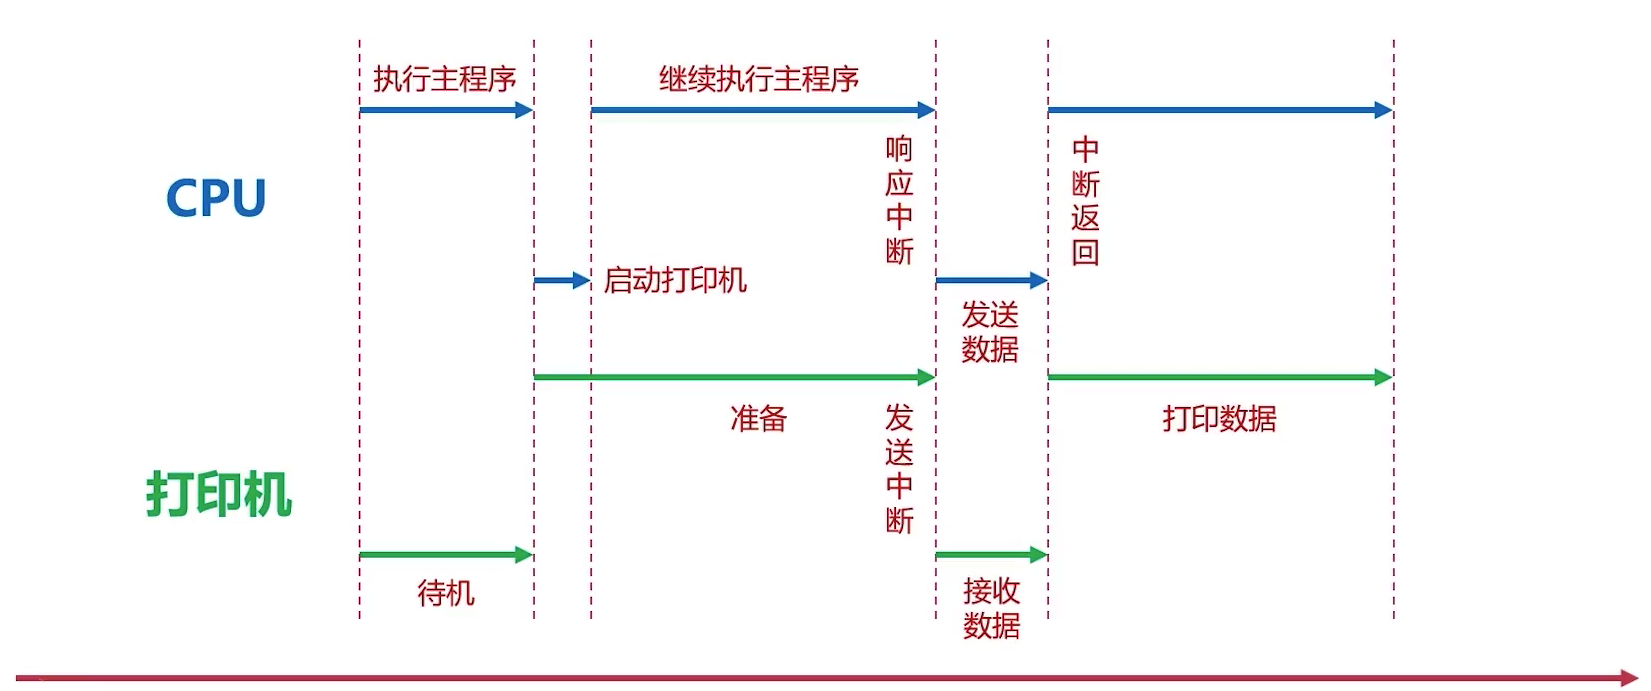 执行主程序
继续执行主程序
响应中断
中断返回
CPU
启动打印机
发送
数据
准备
发送中断
打印数据
打印机
待机
接收
数据